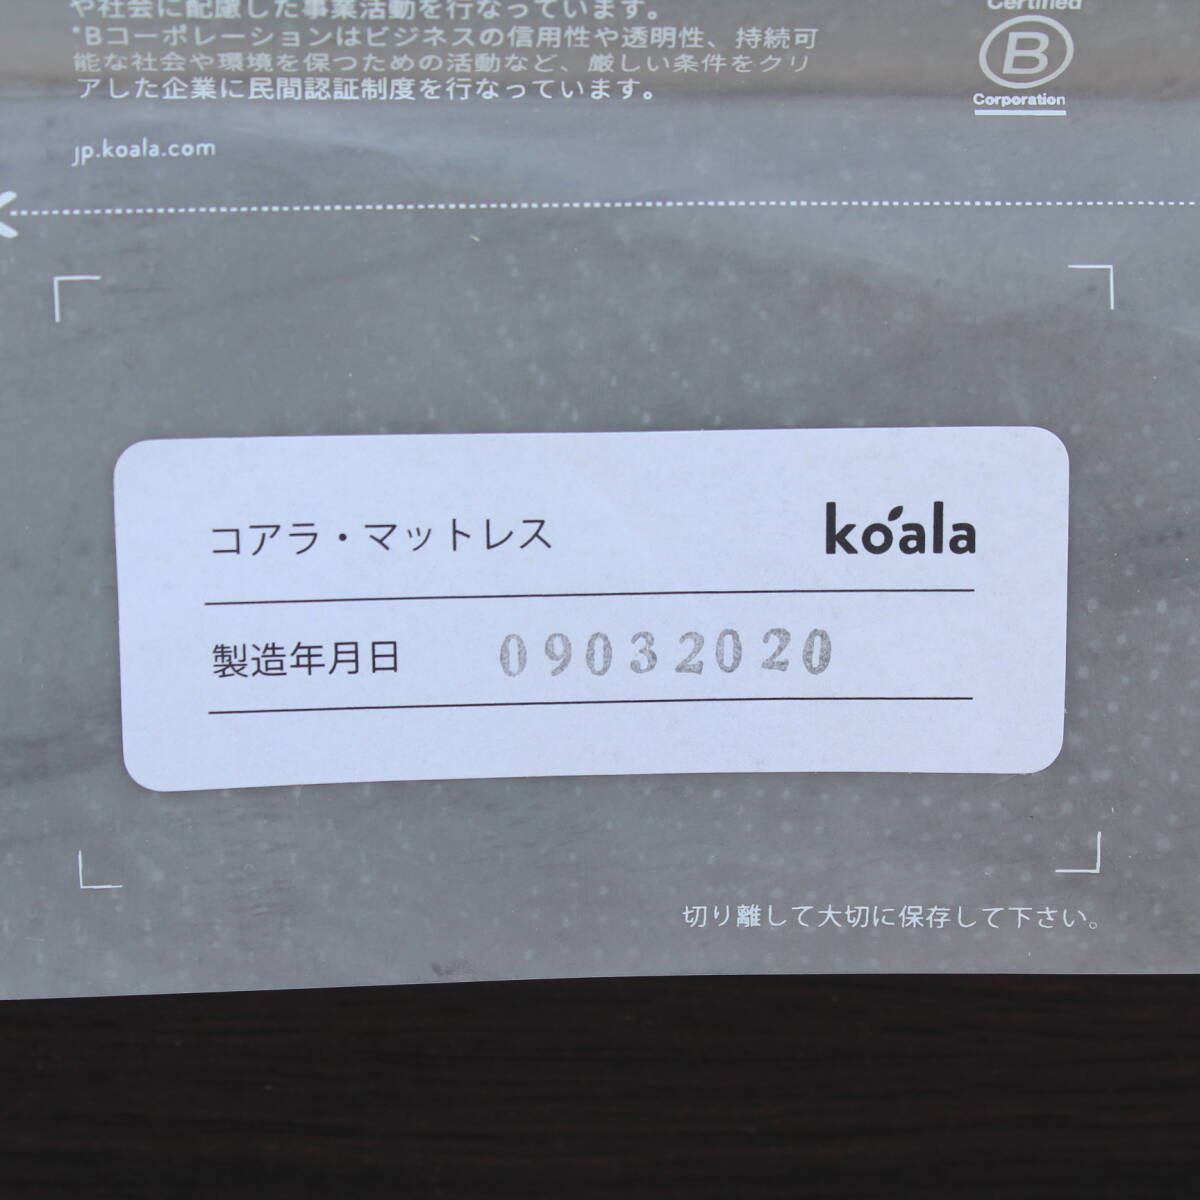 や社会に配慮した事業活動を行なっています。
*Bコーポレーションはビジネスの信用性や透明性、持続可
能な社会や環境を保つための活動など、厳しい条件をクリ
アした企業に民間認証制度を行なっています。
Certified
B
Corporation
jp.koala.com
コアラ・マットレス
koala
製造年月日 09032020
切り離して大切に保存して下さい。